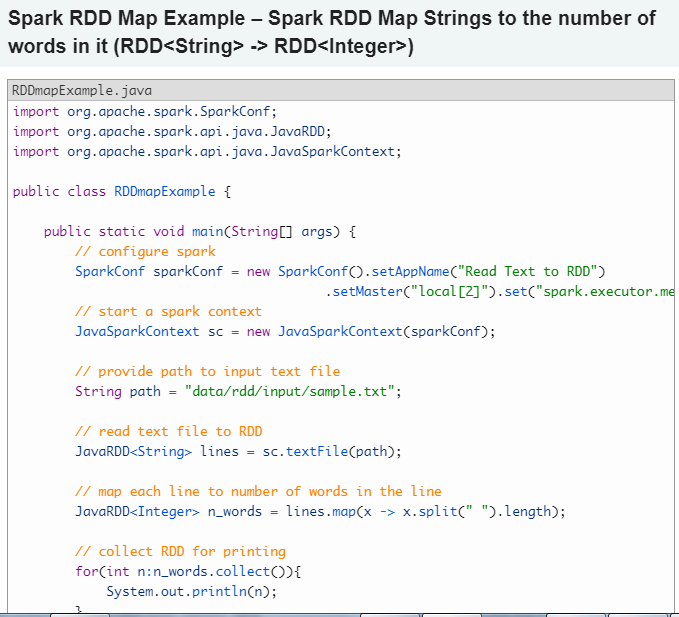 Spark RDD Map Example – Spark RDD Map Strings to the number of
words in it (RDD<String> -> RDD<Integer>)
RDDmapExample.java
import org.apache.spark.SparkConf;
import org.apache.spark.api.java.JavaRDD;
import org.apache.spark.api.java.JavaSparkContext;
public class RDDmapExample {
public static void main(String[] args) {
// configure spark
SparkConf sparkConf = new SparkConf().setAppName("Read Text to RDD")
.setMaster("local[2]").set("spark.executor.me
// start a spark context
JavaSparkContext sc = new JavaSparkContext(sparkConf);
// provide path to input text file
String path = "data/rdd/input/sample.txt";
// read text file to RDD
JavaRDD<String> lines = sc.textFile(path);
// map each line to number of words in the line
JavaRDD<Integer> n_words = lines.map(x -> x.split(" ").length);
// collect RDD for printing
for(int n:n_words.collect()){
System.out.println(n);
}